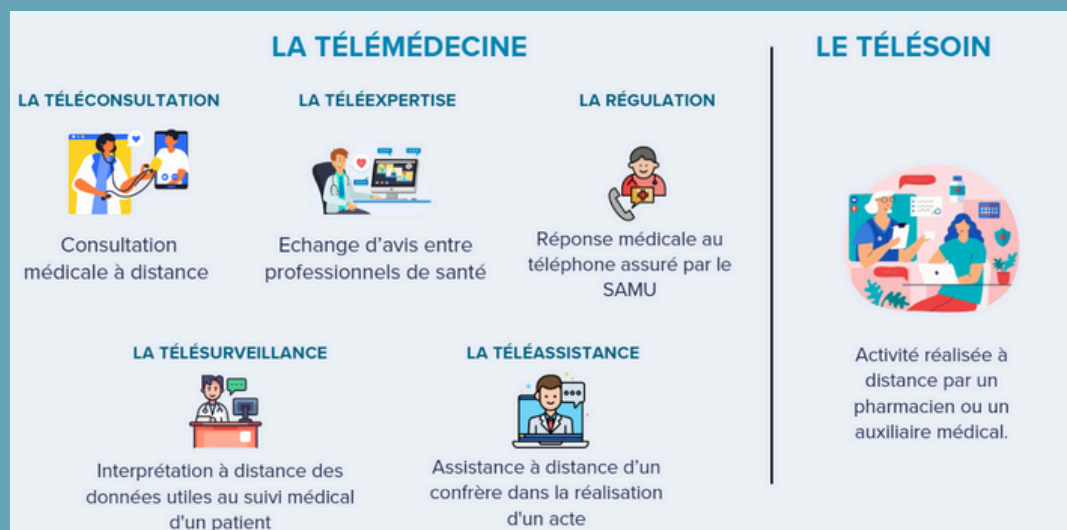 LA TÉLÉMÉDECINE
LA TÉLÉCONSULTATION
Consultation
médicale à distance
LA TÉLÉEXPERTISE
Echange d'avis entre
professionnels de santé
LA RÉGULATION
Réponse médicale au
téléphone assuré par le
SAMU
LA TÉLÉSURVEILLANCE
Interprétation à distance des
données utiles au suivi médical
d'un patient
LA TÉLÉASSISTANCE
Assistance à distance d'un
confrère dans la réalisation
d'un acte
LE TÉLÉSOIN
Activité réalisée à
distance par un
pharmacien ou un
auxiliaire médical.